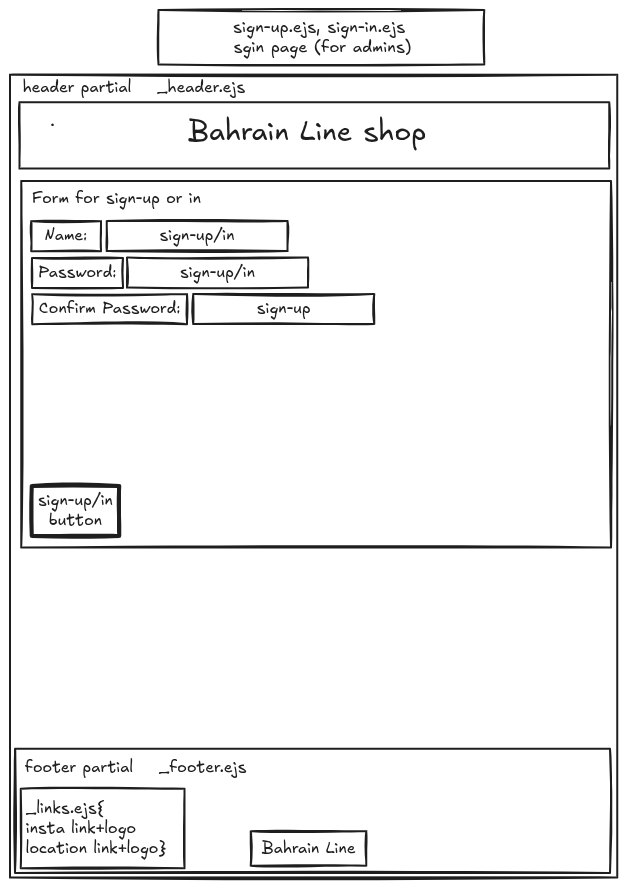 sign-up.ejs, sign-in.ejs
sgin page (for admins)
header partial _header.ejs
Bahrain Line shop
Form for sign-up or in
Name: sign-up/in
Password: sign-up/in
Confirm Password: sign-up
sign-up/in
button
footer partial _footer.ejs
_links.ejs{
insta link+logo
location link+logo}
Bahrain Line